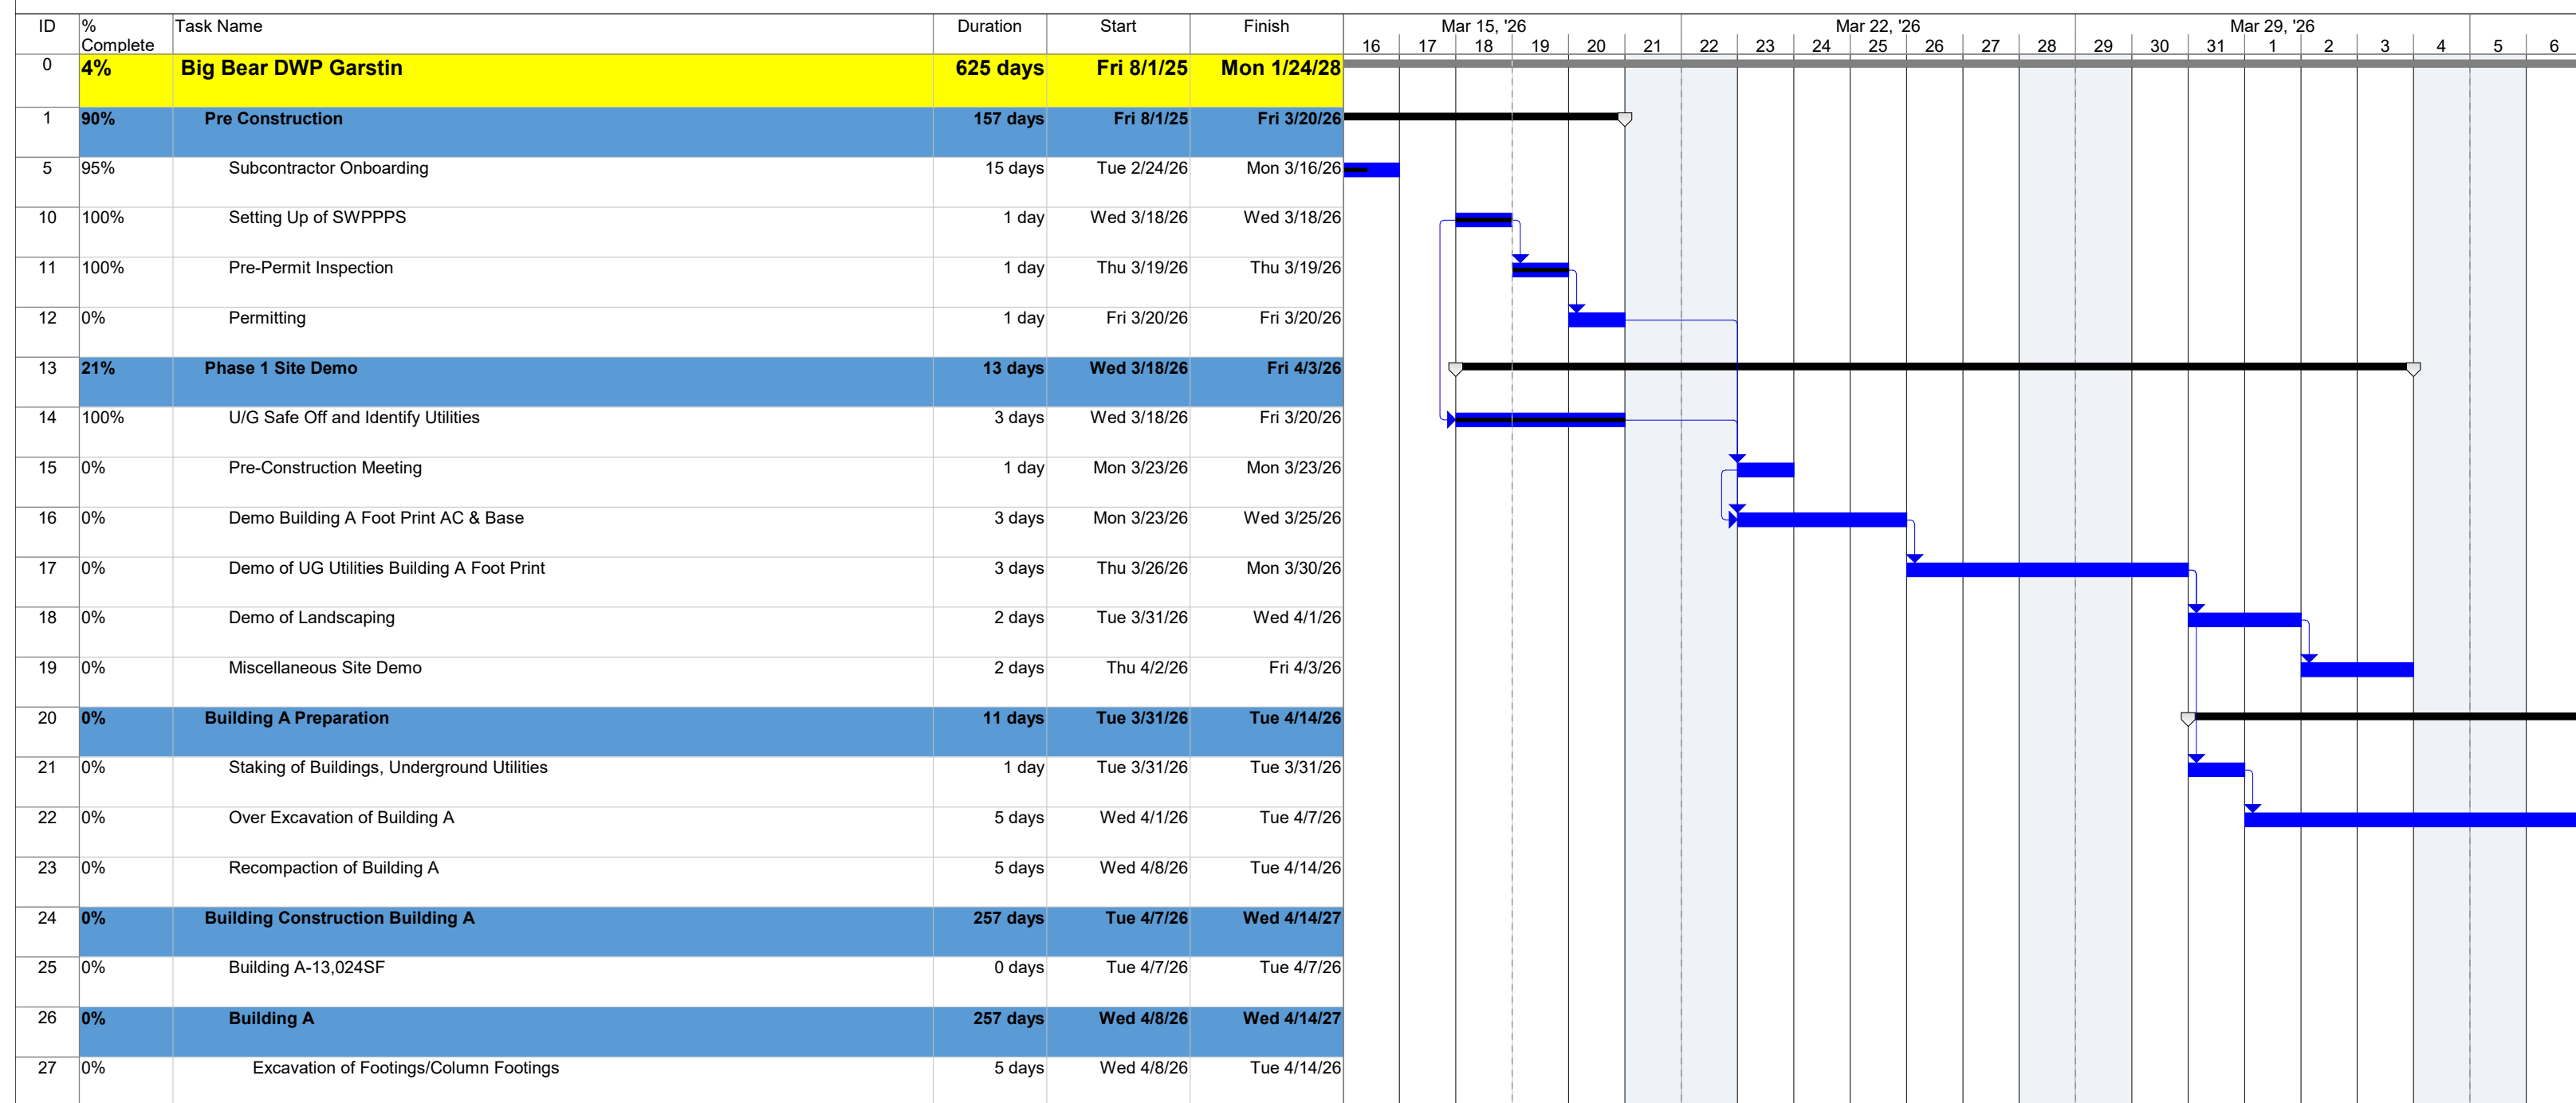 ID % Complete Task Name Duration Start Finish Mar 15, '26 Mar 22, '26 Mar 29, '26
16 17 18 19 20 21 22 23 24 25 26 27 28 29 30 31 1 2 3 4 5 6
0 4% Big Bear DWP Garstin 625 days Fri 8/1/25 Mon 1/24/28
1 90% Pre Construction 157 days Fri 8/1/25 Fri 3/20/26
5 95% Subcontractor Onboarding 15 days Tue 2/24/26 Mon 3/16/26
10 100% Setting Up of SWPPPS 1 day Wed 3/18/26 Wed 3/18/26
11 100% Pre-Permit Inspection 1 day Thu 3/19/26 Thu 3/19/26
12 0% Permitting 1 day Fri 3/20/26 Fri 3/20/26
13 21% Phase 1 Site Demo 13 days Wed 3/18/26 Fri 4/3/26
14 100% U/G Safe Off and Identify Utilities 3 days Wed 3/18/26 Fri 3/20/26
15 0% Pre-Construction Meeting 1 day Mon 3/23/26 Mon 3/23/26
16 0% Demo Building A Foot Print AC & Base 3 days Mon 3/23/26 Wed 3/25/26
17 0% Demo of UG Utilities Building A Foot Print 3 days Thu 3/26/26 Mon 3/30/26
18 0% Demo of Landscaping 2 days Tue 3/31/26 Wed 4/1/26
19 0% Miscellaneous Site Demo 2 days Thu 4/2/26 Fri 4/3/26
20 0% Building A Preparation 11 days Tue 3/31/26 Tue 4/14/26
21 0% Staking of Buildings, Underground Utilities 1 day Tue 3/31/26 Tue 3/31/26
22 0% Over Excavation of Building A 5 days Wed 4/1/26 Tue 4/7/26
23 0% Recompaction of Building A 5 days Wed 4/8/26 Tue 4/14/26
24 0% Building Construction Building A 257 days Tue 4/7/26 Wed 4/14/27
25 0% Building A-13,024SF 0 days Tue 4/7/26 Tue 4/7/26
26 0% Building A 257 days Wed 4/8/26 Wed 4/14/27
27 0% Excavation of Footings/Column Footings 5 days Wed 4/8/26 Tue 4/14/26